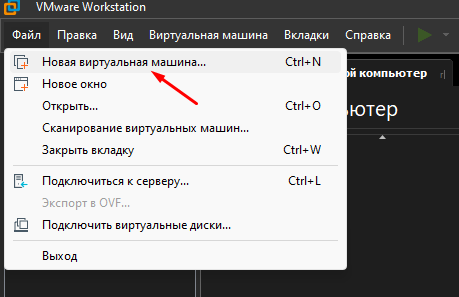 VMware Workstation
Файл Правка Вид Виртуальная машина Вкладки Справка
Новая виртуальная машина... Ctrl+N
Новое окно
Открыть... Ctrl+O
Сканирование виртуальных машин...
Закрыть вкладку Ctrl+W
Подключиться к серверу... Ctrl+L
Экспорт в OVF...
Подключить виртуальные диски...
Выход
ой компьютер
ьютер